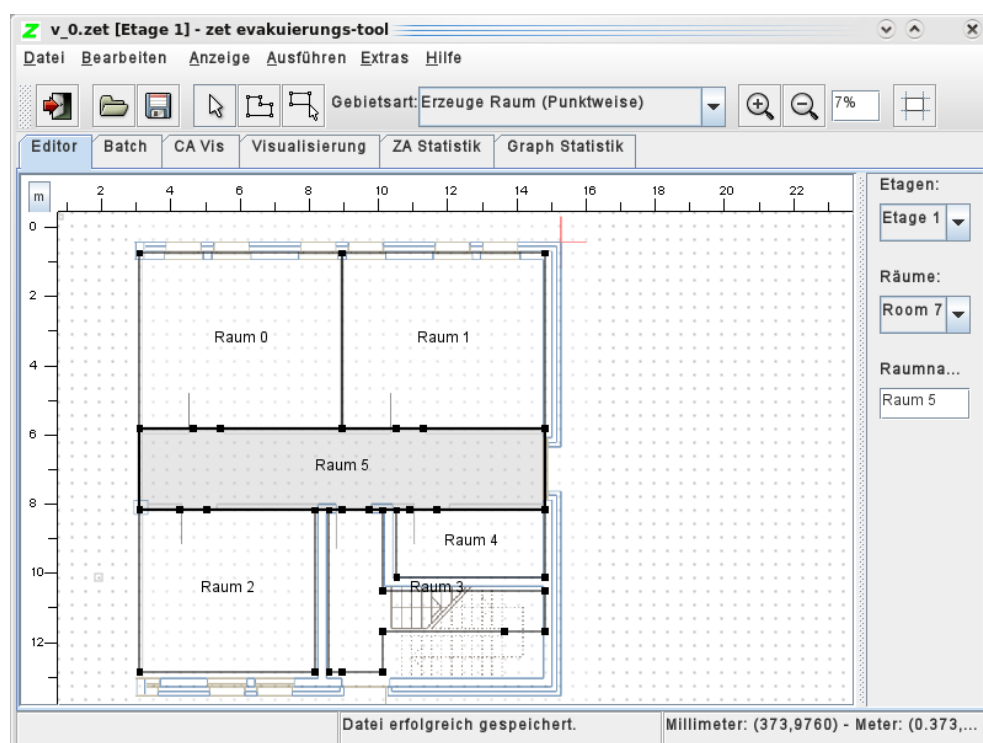 Z v_0.zet [Etage 1] - zet evakuierungs-tool
Datei Bearbeiten Anzeige Ausführen Extras Hilfe
Gebietsart: Erzeuge Raum (Punktweise) 7%
Editor Batch CA Vis Visualisierung ZA Statistik Graph Statistik
m 2 4 6 8 10 12 14 16 18 20 22
Etagen:
Etage 1
Räume:
Room 7
Raumna...
Raum 5
0
2
4
6
8
10
12
Raum 0 Raum 1
Raum 5
Raum 4
Raum 2 Raum 3
Datei erfolgreich gespeichert. Millimeter: (373,9760) - Meter: (0.373,...